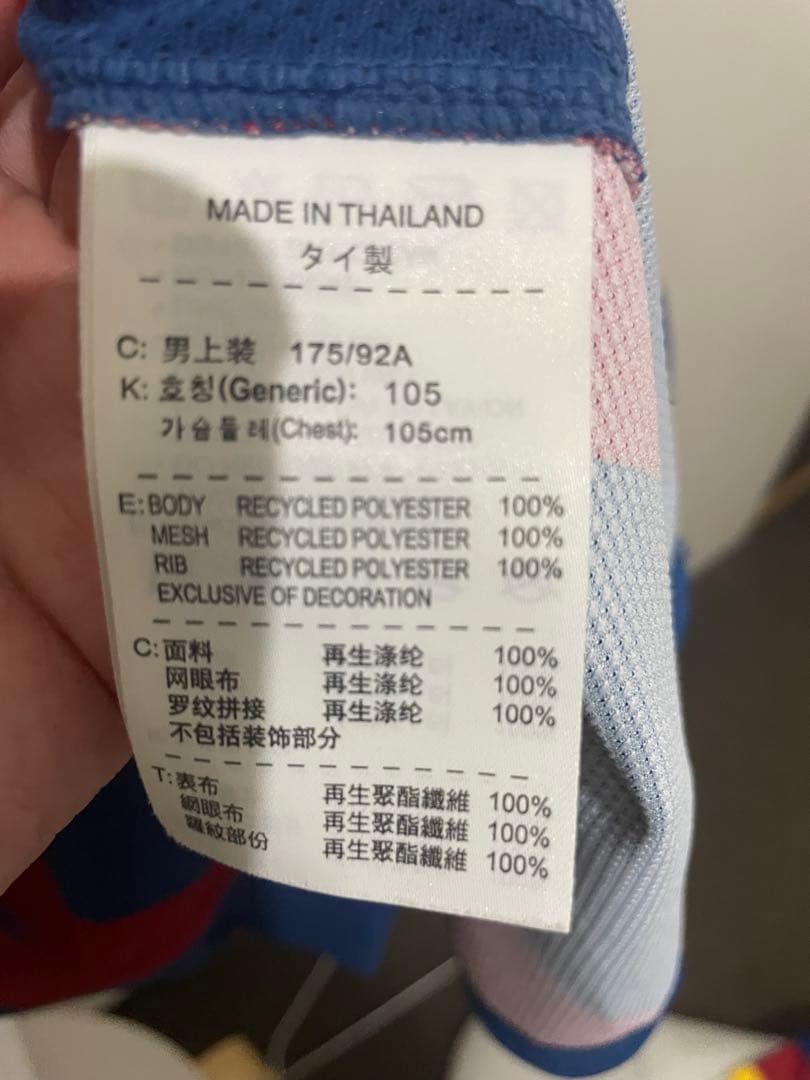 MADE IN THAILAND
タイ製
C: 男上装 175/92A
K: 호칭(Generic): 105
가슴둘레(Chest): 105cm
E: BODY RECYCLED POLYESTER 100%
MESH RECYCLED POLYESTER 100%
RIB RECYCLED POLYESTER 100%
EXCLUSIVE OF DECORATION
C: 面料 再生涤纶 100%
网眼布 再生涤纶 100%
罗纹拼接 再生涤纶 100%
不包括装饰部分
T: 表布 再生聚酯纖維 100%
網眼布 再生聚酯纖維 100%
羅紋部份 再生聚酯纖維 100%